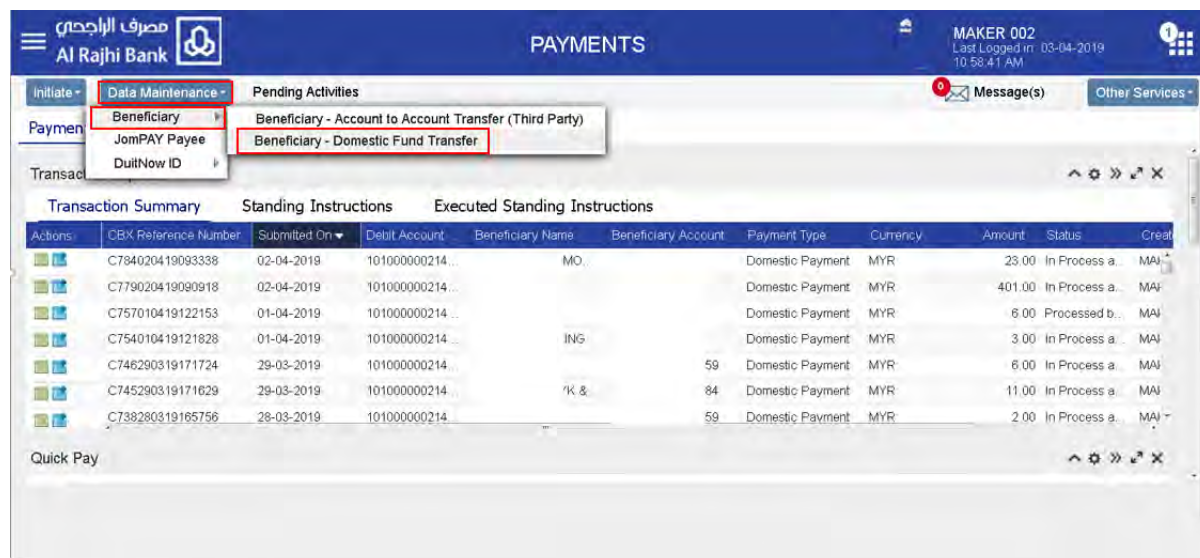 مصرف الراجحي
Al Rajhi Bank
PAYMENTS
MAKER 002
Last Logged in 03-04-2019
10:58:41 AM
1
Initiate
Data Maintenance
Pending Activities
0
Message(s)
Other Services
Beneficiary
Beneficiary - Account to Account Transfer (Third Party)
Paymen
JomPAY Payee
Beneficiary - Domestic Fund Transfer
DuitNow ID
Transac
Transaction Summary Standing Instructions Executed Standing Instructions
Actions CBX Reference Number Submitted On Debit Account Beneficiary Name Beneficiary Account Payment Type Currency Amount Status Creat
C784020419093338 02-04-2019 101000000214... MO. Domestic Payment MYR 23.00 In Process a... MAI
C779020419090918 02-04-2019 101000000214... Domestic Payment MYR 401.00 In Process a... MAI
C757010419122153 01-04-2019 101000000214... Domestic Payment MYR 6.00 Processed b... MAI
C754010419121828 01-04-2019 101000000214... ING Domestic Payment MYR 3.00 In Process a... MAI
C746290319171724 29-03-2019 101000000214... 59 Domestic Payment MYR 6.00 In Process a... MAI
C745290319171629 29-03-2019 101000000214... 'K & 84 Domestic Payment MYR 11.00 In Process a... MAI
C738280319165756 28-03-2019 101000000214... 59 Domestic Payment MYR 2.00 In Process a... MAI
Quick Pay